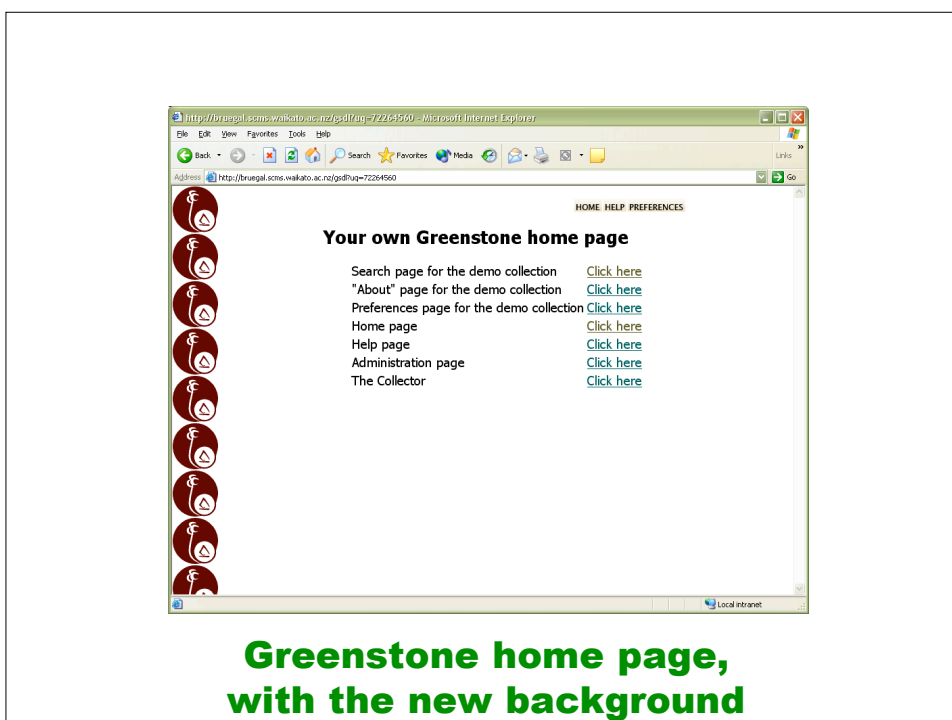 http://bruegal.scms.waikato.ac.nz/gsdl?uq=72264560 - Microsoft Internet Explorer
File Edit View Favorites Tools Help
Back Search Favorites Media Links »
Address http://bruegal.scms.waikato.ac.nz/gsdl?uq=72264560 Go
HOME HELP PREFERENCES
Your own Greenstone home page
Search page for the demo collection Click here
"About" page for the demo collection Click here
Preferences page for the demo collection Click here
Home page Click here
Help page Click here
Administration page Click here
The Collector Click here
Local intranet
Greenstone home page,
with the new background